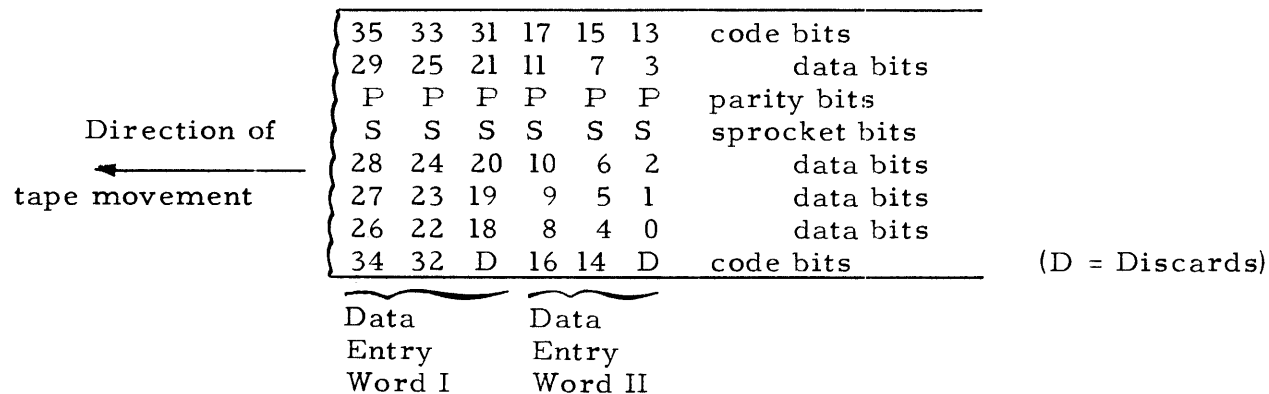 35 33 31 17 15 13 code bits
29 25 21 11 7 3 data bits
P P P P P P parity bits
Direction of S S S S S S sprocket bits
28 24 20 10 6 2 data bits
tape movement 27 23 19 9 5 1 data bits
26 22 18 8 4 0 data bits
34 32 D 16 14 D code bits (D = Discards)
Data Data
Entry Entry
Word I Word II